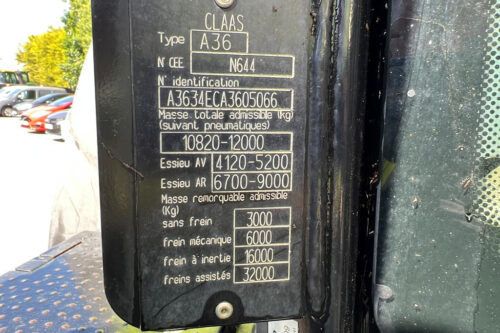 CLAAS
Type A36
N° CEE N644
N° identification
A3634ECA3605066
Masse totale admissible (kg)
(suivant pneumatiques)
10820-12000
Essieu AV 4120-5200
Essieu AR 6700-9000
Masse remorquable admissible
(Kg)
sans frein 3000
frein mécanique 6000
frein à inertie 16000
freins assistés 32000